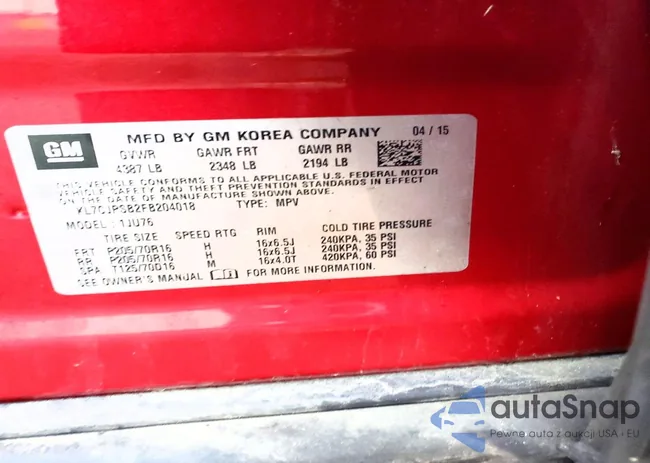 GM MFD BY GM KOREA COMPANY 04 / 15
GVWR GAWR FRT GAWR RR
4387 LB 2348 LB 2194 LB
THIS VEHICLE CONFORMS TO ALL APPLICABLE U.S. FEDERAL MOTOR
VEHICLE SAFETY AND THEFT PREVENTION STANDARDS IN EFFECT
ON THE DATE OF MANUFACTURE SHOWN ABOVE.
KL7CJPSB2FB204018 TYPE: MPV
MODEL: 1JU76
TIRE SIZE SPEED RTG RIM COLD TIRE PRESSURE
FRT P205/70R16 H 16x6.5J 240KPA, 35 PSI
RR P205/70R16 H 16x6.5J 240KPA, 35 PSI
SPA T125/70D16 M 16x4.0T 420KPA, 60 PSI
SEE OWNER'S MANUAL FOR MORE INFORMATION.
autaSnap
Pewne auta z aukcji USA i EU